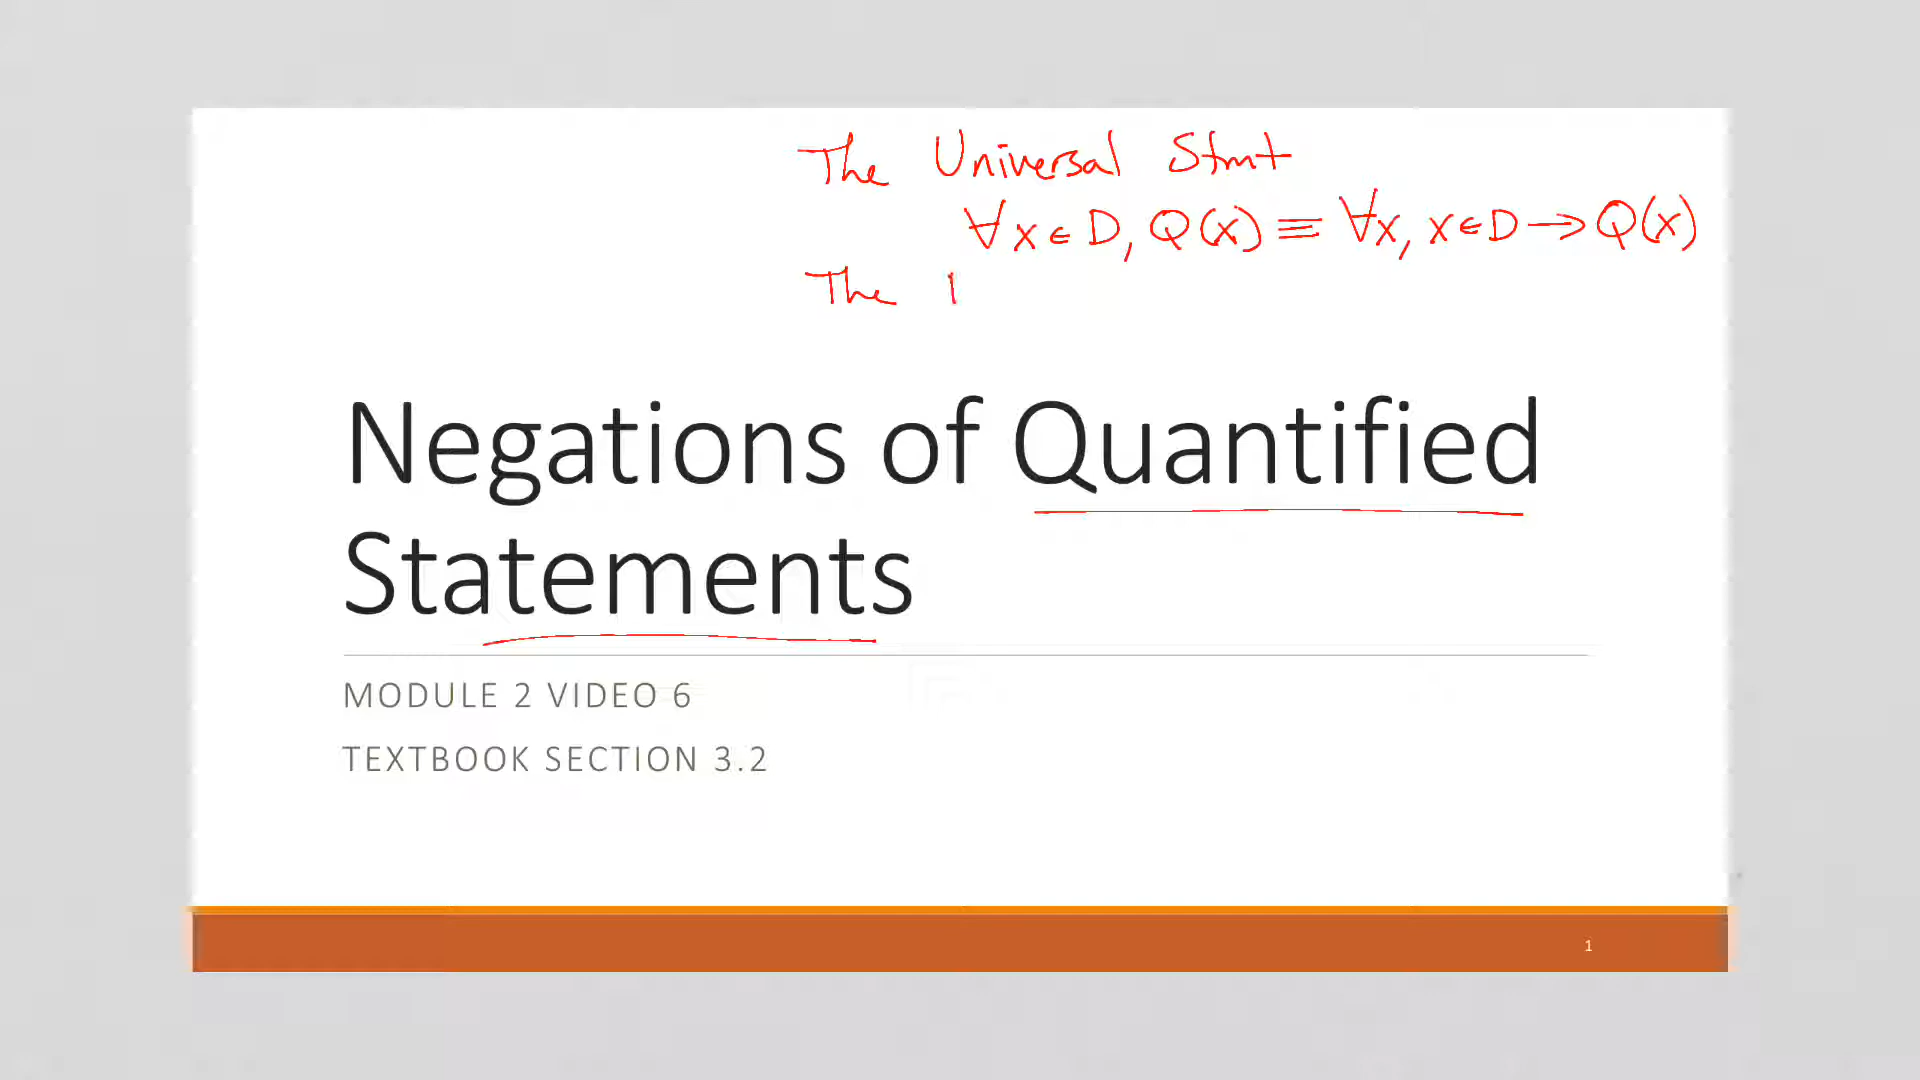 The Universal Stmt
∀x∈D, Q(x) ≡ ∀x, x∈D → Q(x)
The
Negations of Quantified
Statements
MODULE 2 VIDEO 6
TEXTBOOK SECTION 3.2
1